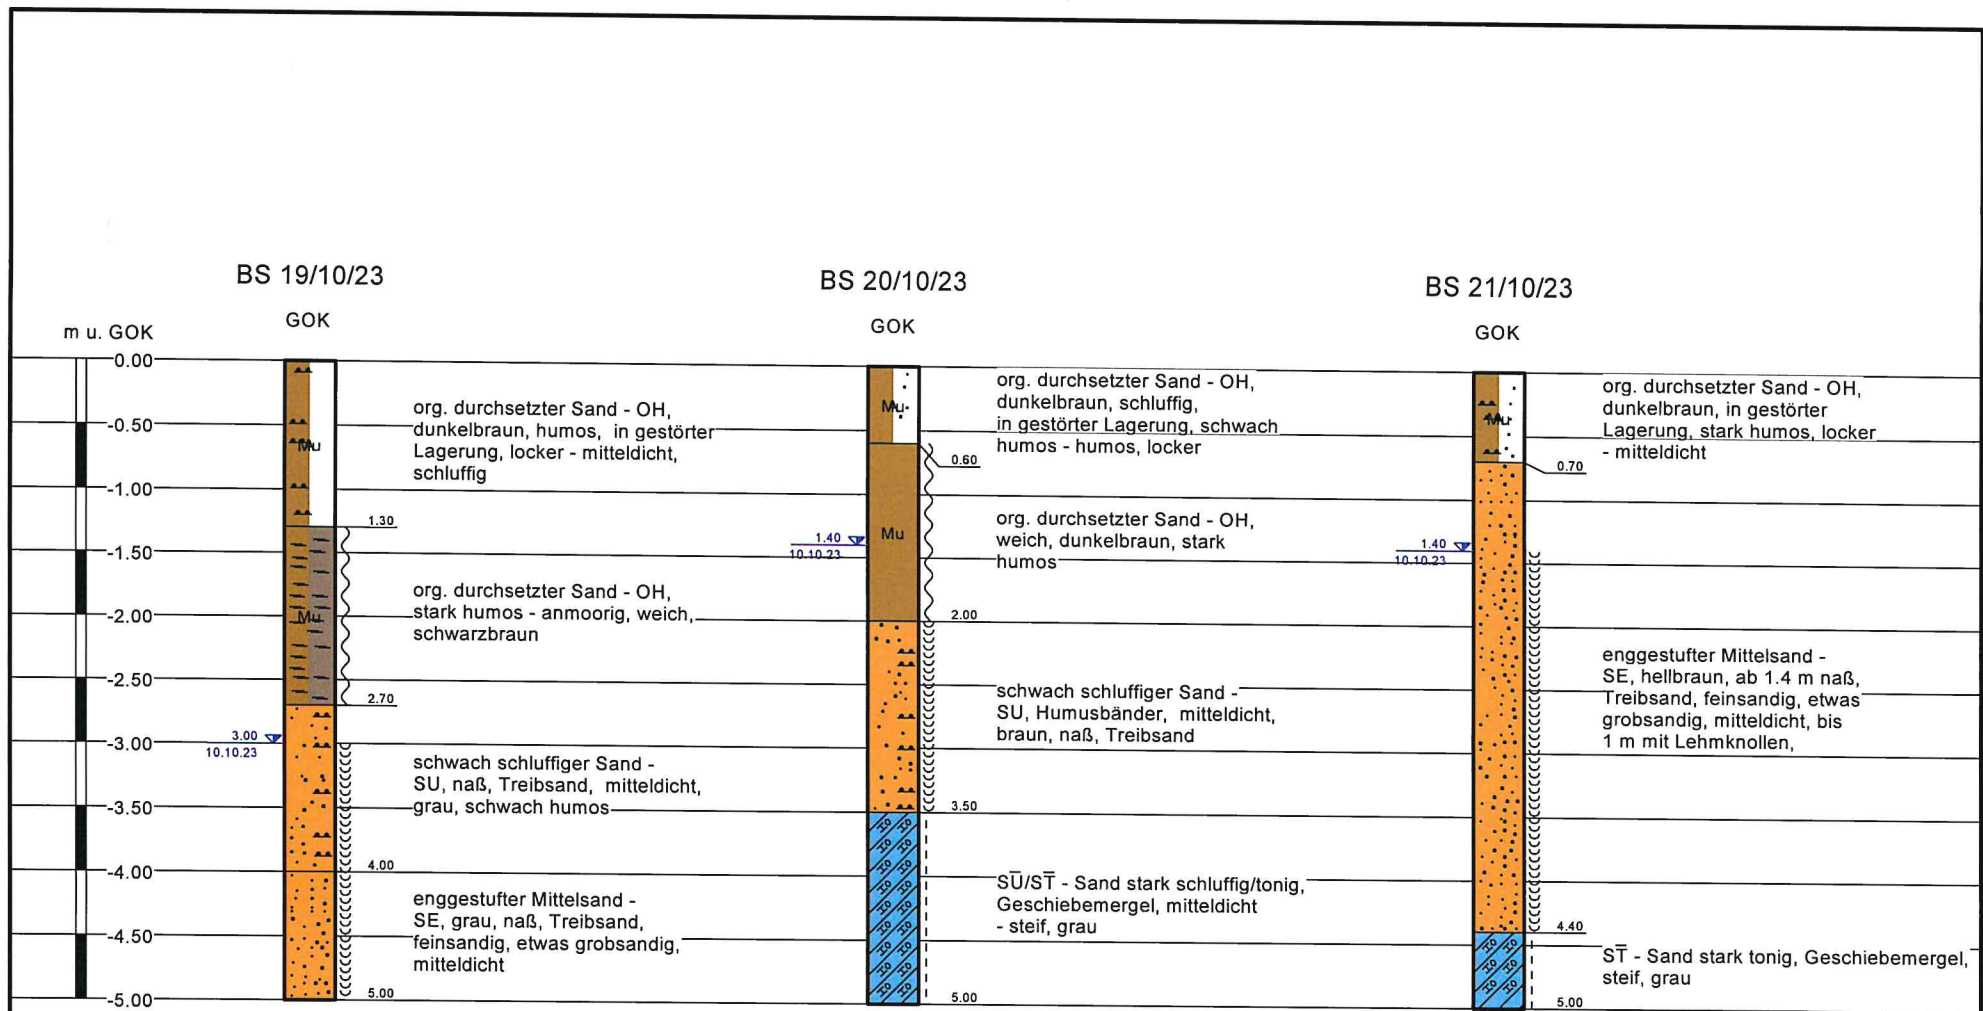 BS 19/10/23
BS 20/10/23
BS 21/10/23
GOK
GOK
GOK
m u. GOK
0.00
-0.50
-1.00
-1.50
-2.00
-2.50
-3.00
-3.50
-4.00
-4.50
-5.00
Mu
org. durchsetzter Sand - OH,
dunkelbraun, humos, in gestörter
Lagerung, locker - mitteldicht,
schluffig
1.30
Mu
org. durchsetzter Sand - OH,
stark humos - anmoorig, weich,
schwarzbraun
2.70
3.00
10.10.23
schwach schluffiger Sand -
SU, naß, Treibsand, mitteldicht,
grau, schwach humos
4.00
enggestufter Mittelsand -
SE, grau, naß, Treibsand,
feinsandig, etwas grobsandig,
mitteldicht
5.00
Mu
org. durchsetzter Sand - OH,
dunkelbraun, schluffig,
in gestörter Lagerung, schwach
humos - humos, locker
0.60
1.40
10.10.23
Mu
org. durchsetzter Sand - OH,
weich, dunkelbraun, stark
humos
2.00
schwach schluffiger Sand -
SU, Humusbänder, mitteldicht,
braun, naß, Treibsand
3.50
SŪ/ST̄ - Sand stark schluffig/tonig,
Geschiebemergel, mitteldicht
- steif, grau
5.00
Mu
org. durchsetzter Sand - OH,
dunkelbraun, in gestörter
Lagerung, stark humos, locker
- mitteldicht
0.70
1.40
10.10.23
enggestufter Mittelsand -
SE, hellbraun, ab 1.4 m naß,
Treibsand, feinsandig, etwas
grobsandig, mitteldicht, bis
1 m mit Lehmknollen,
4.40
ST̄ - Sand stark tonig, Geschiebemergel,
steif, grau
5.00